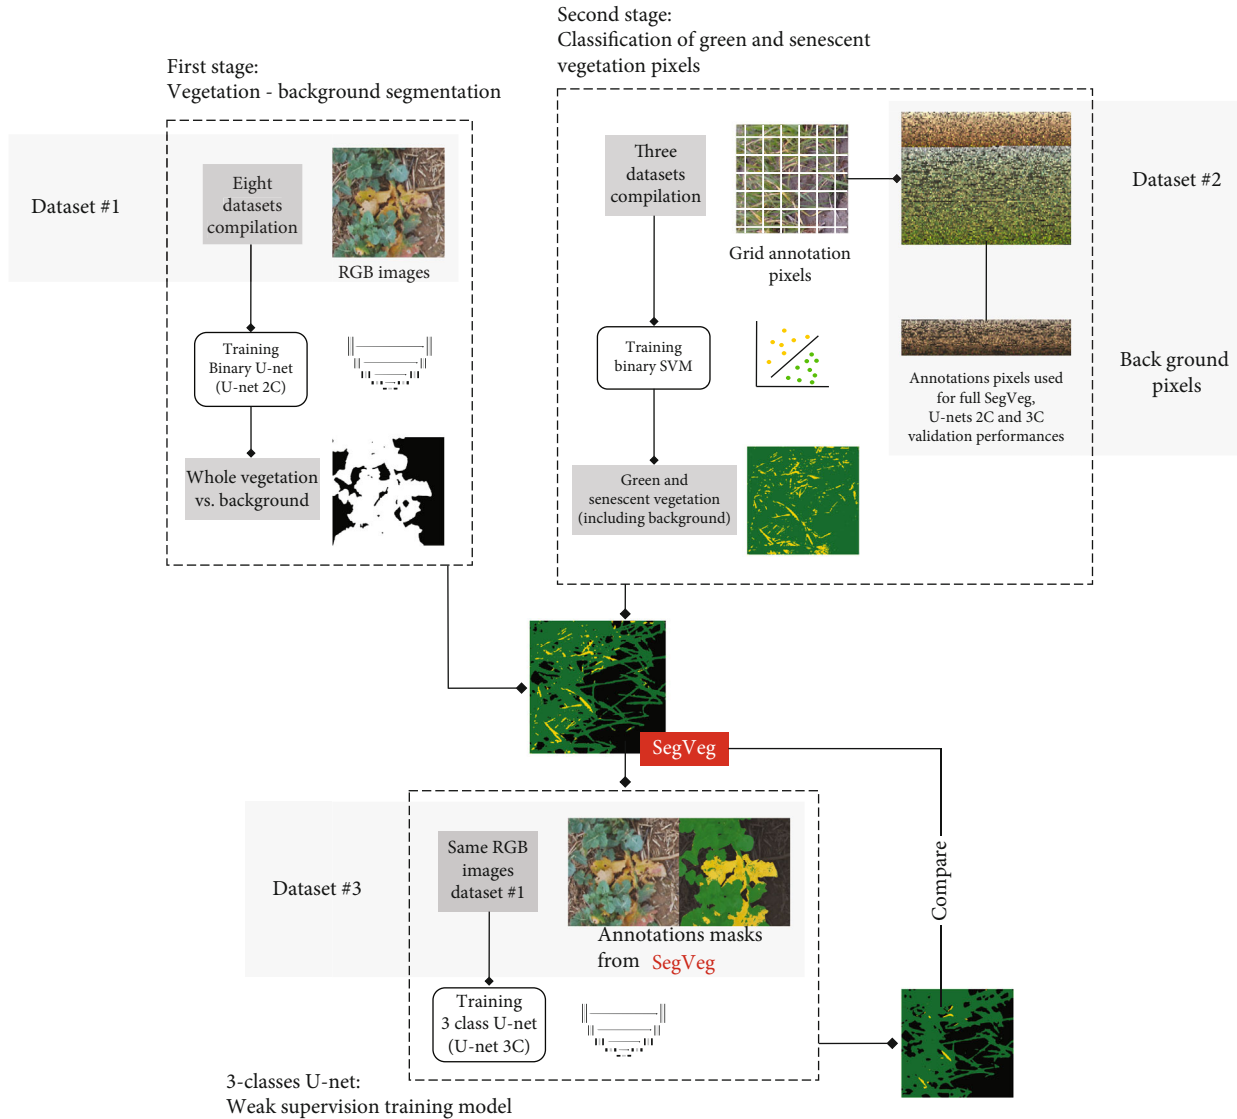 Second stage:
Classification of green and senescent
vegetation pixels
First stage:
Vegetation - background segmentation
Dataset #1
Eight
datasets
compilation
RGB images
Training
Binary U-net
(U-net 2C)
Whole vegetation
vs. background
Three
datasets
compilation
Grid annotation
pixels
Dataset #2
Training
binary SVM
Back ground
pixels
Annotations pixels used
for full SegVeg,
U-nets 2C and 3C
validation performances
Green and
senescent vegetation
(including background)
SegVeg
Compare
Dataset #3
Same RGB
images
dataset #1
Annotations masks
from SegVeg
Training
3 class U-net
(U-net 3C)
3-classes U-net:
Weak supervision training model